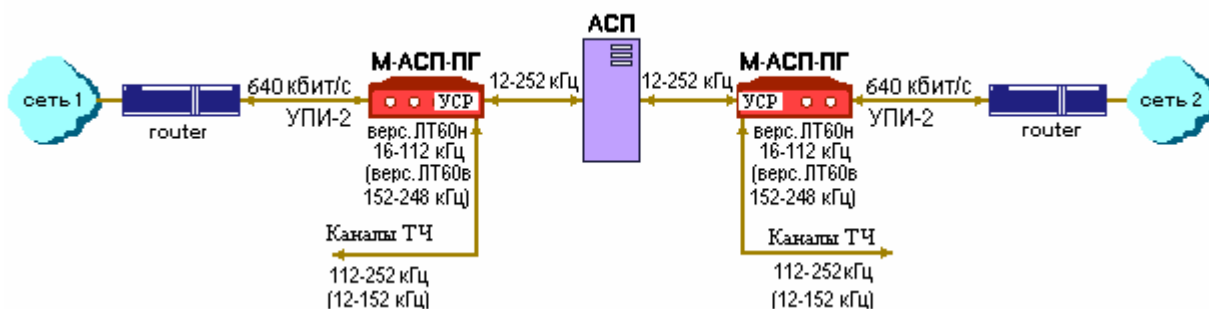 АСП
М-АСП-ПГ
М-АСП-ПГ
сеть 1
router
640 кбит/с
УПИ-2
УСР
12-252 кГц
12-252 кГц
УСР
640 кбит/с
УПИ-2
router
сеть 2
верс. ЛТ60н
16-112 кГц
(верс. ЛТ60в
152-248 кГц)
верс. ЛТ60н
16-112 кГц
(верс. ЛТ60в
152-248 кГц)
Каналы ТЧ
112-252 кГц
(12-152 кГц)
Каналы ТЧ
112-252 кГц
(12-152 кГц)